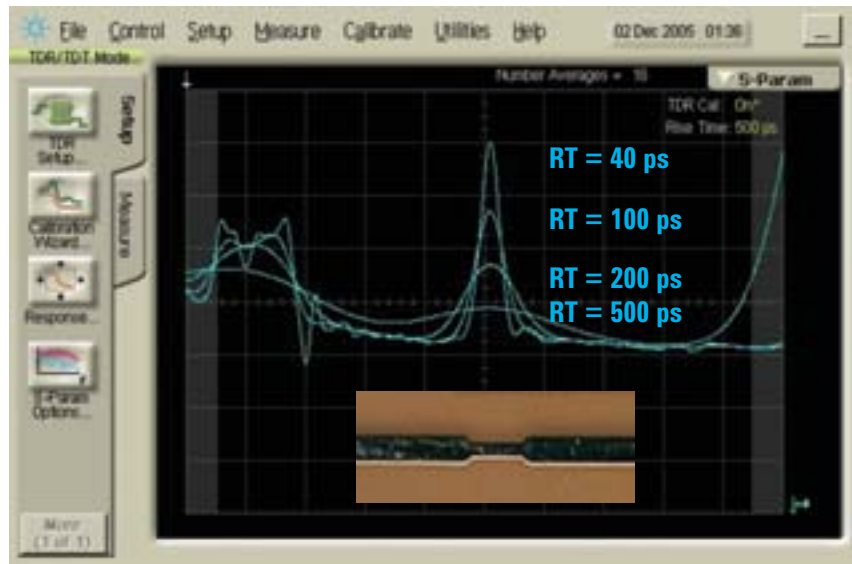 File Control Setup Measure Calibrate Utilities Help 02 Dec 2005 01:36
TDR/TDT Mode
Number Averages = 16
S-Param
TDR Cal: On*
Rise Time: 500 ps
Setup
Measure
TDR
Setup...
Calibration
Wizard...
Response...
S-Param
Options...
More
(1 of 1)
RT = 40 ps
RT = 100 ps
RT = 200 ps
RT = 500 ps